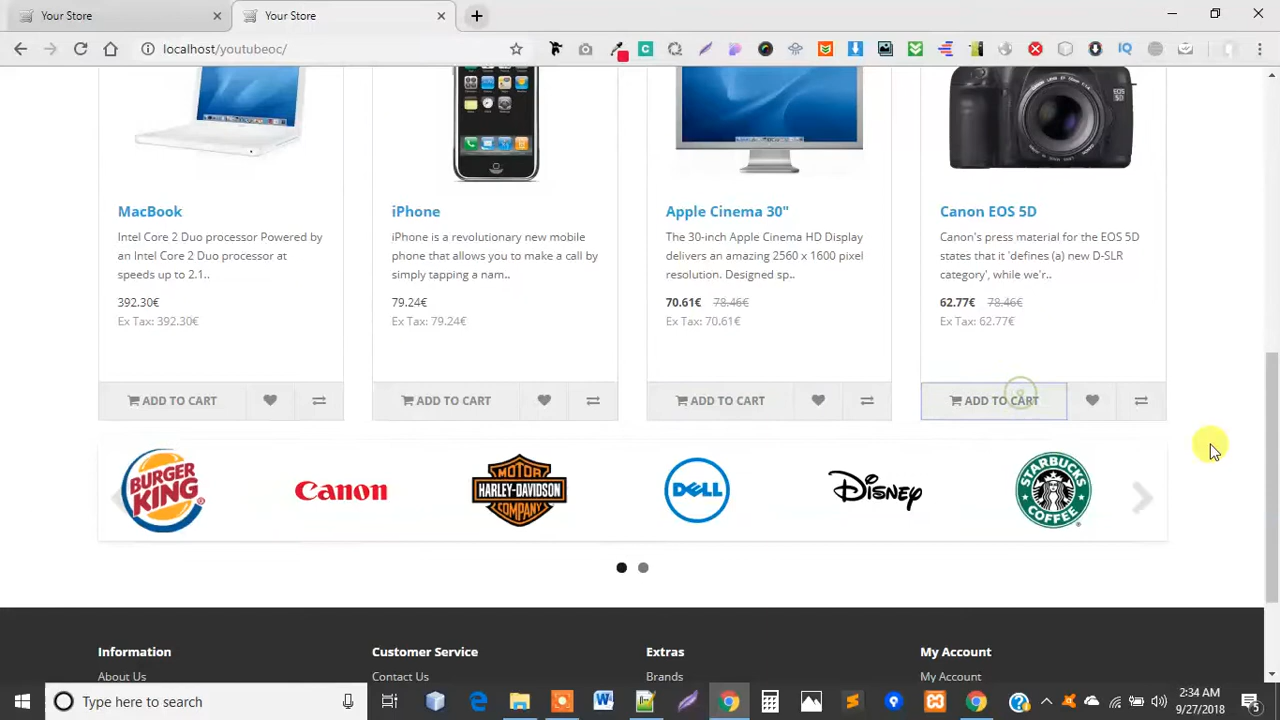 Your Store
Your Store
localhost/youtubeoc/
EOS
5D
MacBook
Intel Core 2 Duo processor Powered by
an Intel Core 2 Duo processor at
speeds up to 2.1..
392.30€
Ex Tax: 392.30€
ADD TO CART
iPhone
iPhone is a revolutionary new mobile
phone that allows you to make a call by
simply tapping a nam..
79.24€
Ex Tax: 79.24€
ADD TO CART
Apple Cinema 30"
The 30-inch Apple Cinema HD Display
delivers an amazing 2560 x 1600 pixel
resolution. Designed sp..
70.61€ 78.46€
Ex Tax: 70.61€
ADD TO CART
Canon EOS 5D
Canon's press material for the EOS 5D
states that it 'defines (a) new D-SLR
category', while we'r..
62.77€ 78.46€
Ex Tax: 62.77€
ADD TO CART
BURGER
KING
Canon
MOTOR
HARLEY-DAVIDSON
COMPANY
DELL
Disney
STARBUCKS
COFFEE
Information
About Us
Customer Service
Contact Us
Extras
Brands
My Account
My Account
Type here to search
2:34 AM
9/27/2018
5